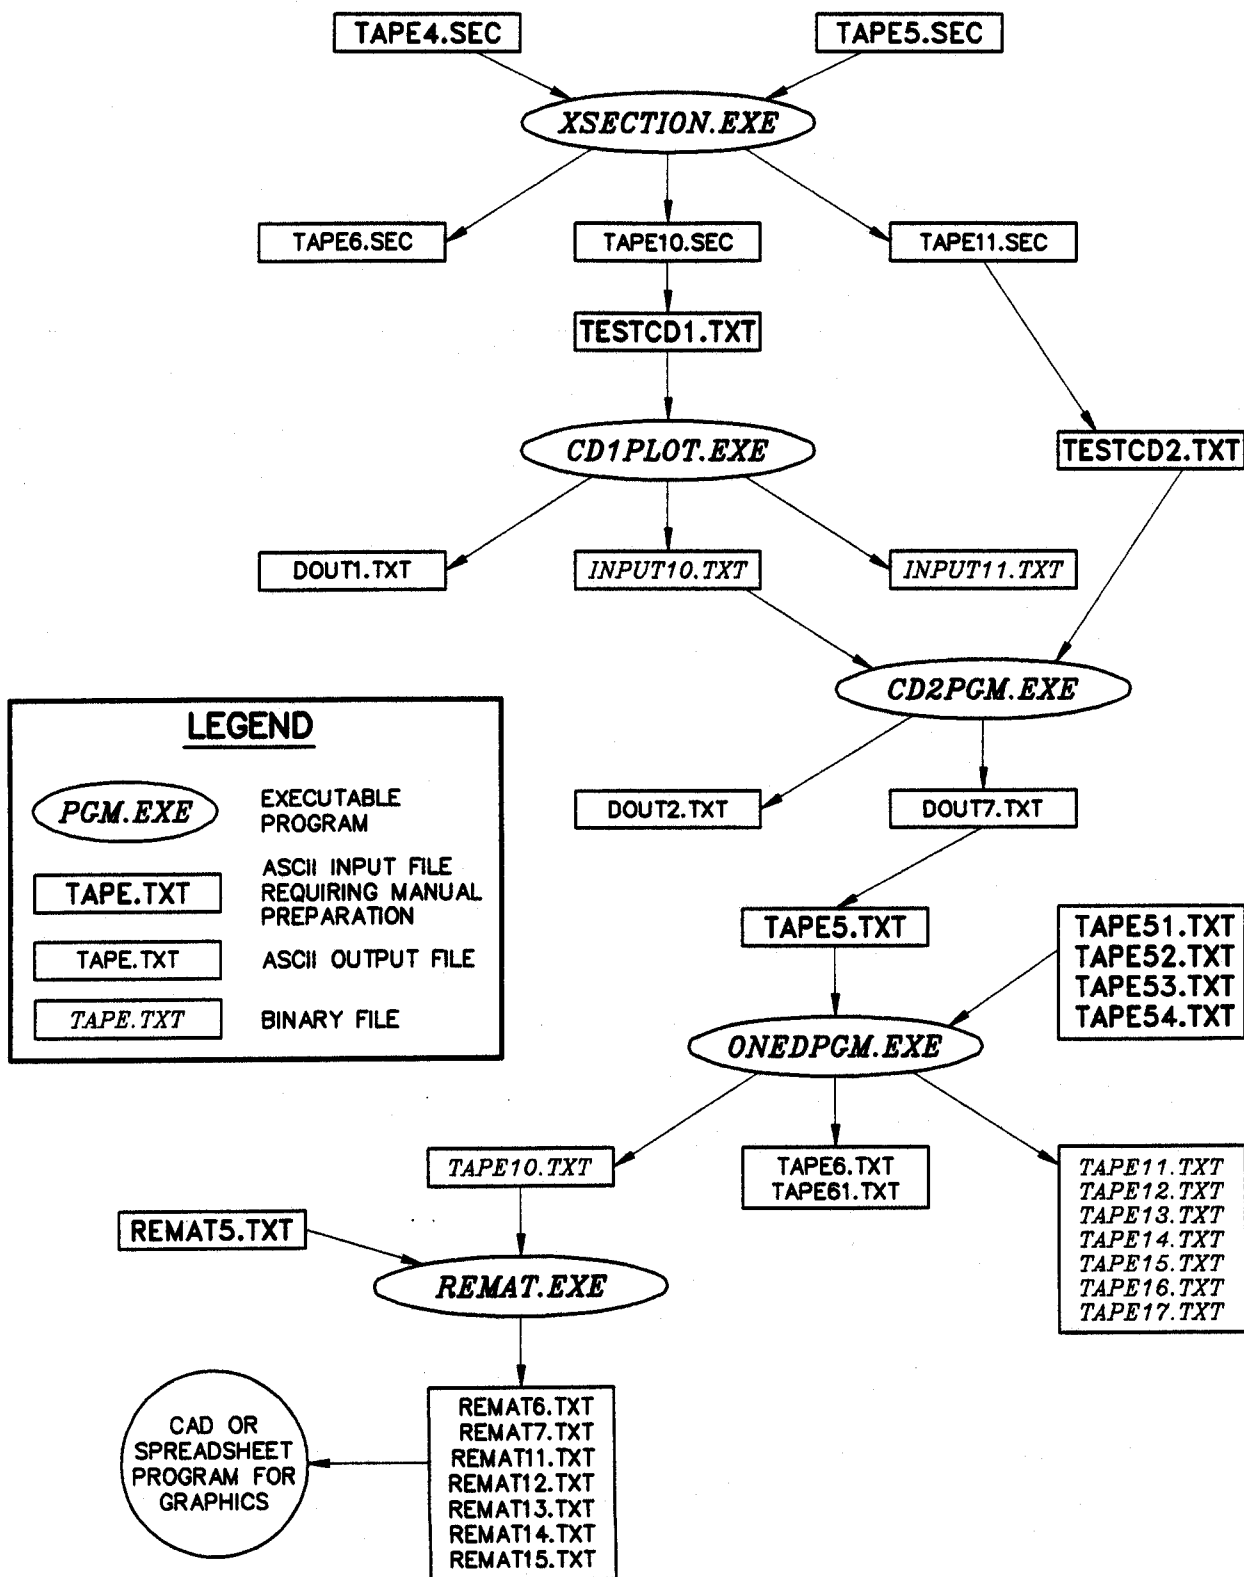 TAPE4.SEC
TAPE5.SEC
XSECTION.EXE
TAPE6.SEC
TAPE10.SEC
TAPE11.SEC
TESTCD1.TXT
CD1PLOT.EXE
TESTCD2.TXT
DOUT1.TXT
INPUT10.TXT
INPUT11.TXT
CD2PGM.EXE
DOUT2.TXT
DOUT7.TXT
LEGEND
PGM.EXE
EXECUTABLE
PROGRAM
TAPE.TXT
ASCII INPUT FILE
REQUIRING MANUAL
PREPARATION
TAPE.TXT
ASCII OUTPUT FILE
TAPE.TXT
BINARY FILE
TAPE5.TXT
TAPE51.TXT
TAPE52.TXT
TAPE53.TXT
TAPE54.TXT
ONEDPGM.EXE
TAPE10.TXT
TAPE6.TXT
TAPE61.TXT
TAPE11.TXT
TAPE12.TXT
TAPE13.TXT
TAPE14.TXT
TAPE15.TXT
TAPE16.TXT
TAPE17.TXT
REMAT5.TXT
REMAT.EXE
CAD OR
SPREADSHEET
PROGRAM FOR
GRAPHICS
REMAT6.TXT
REMAT7.TXT
REMAT11.TXT
REMAT12.TXT
REMAT13.TXT
REMAT14.TXT
REMAT15.TXT